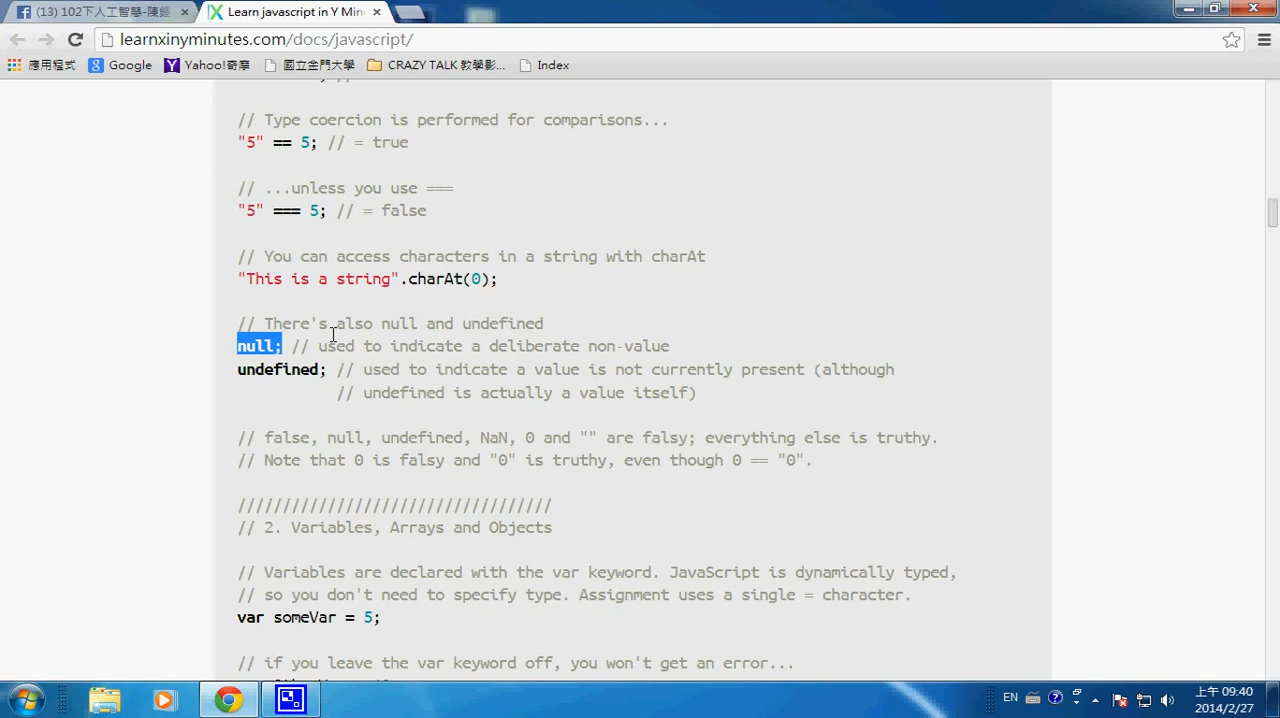 (13) 102下人工智慧-陳鍾
Learn javascript in Y Min
learnxinyminutes.com/docs/javascript/
應用程式
Google
Yahoo!奇摩
國立金門大學
CRAZY TALK 教學影...
Index
// Type coercion is performed for comparisons...
"5" == 5; // = true
// ...unless you use ===
"5" === 5; // = false
// You can access characters in a string with charAt
"This is a string".charAt(0);
// There's also null and undefined
null; // used to indicate a deliberate non-value
undefined; // used to indicate a value is not currently present (although
// undefined is actually a value itself)
// false, null, undefined, NaN, 0 and "" are falsy; everything else is truthy.
// Note that 0 is falsy and "0" is truthy, even though 0 == "0".
///////////////////////////////////
// 2. Variables, Arrays and Objects
// Variables are declared with the var keyword. JavaScript is dynamically typed,
// so you don't need to specify type. Assignment uses a single = character.
var someVar = 5;
// if you leave the var keyword off, you won't get an error...
EN
上午 09:40
2014/2/27